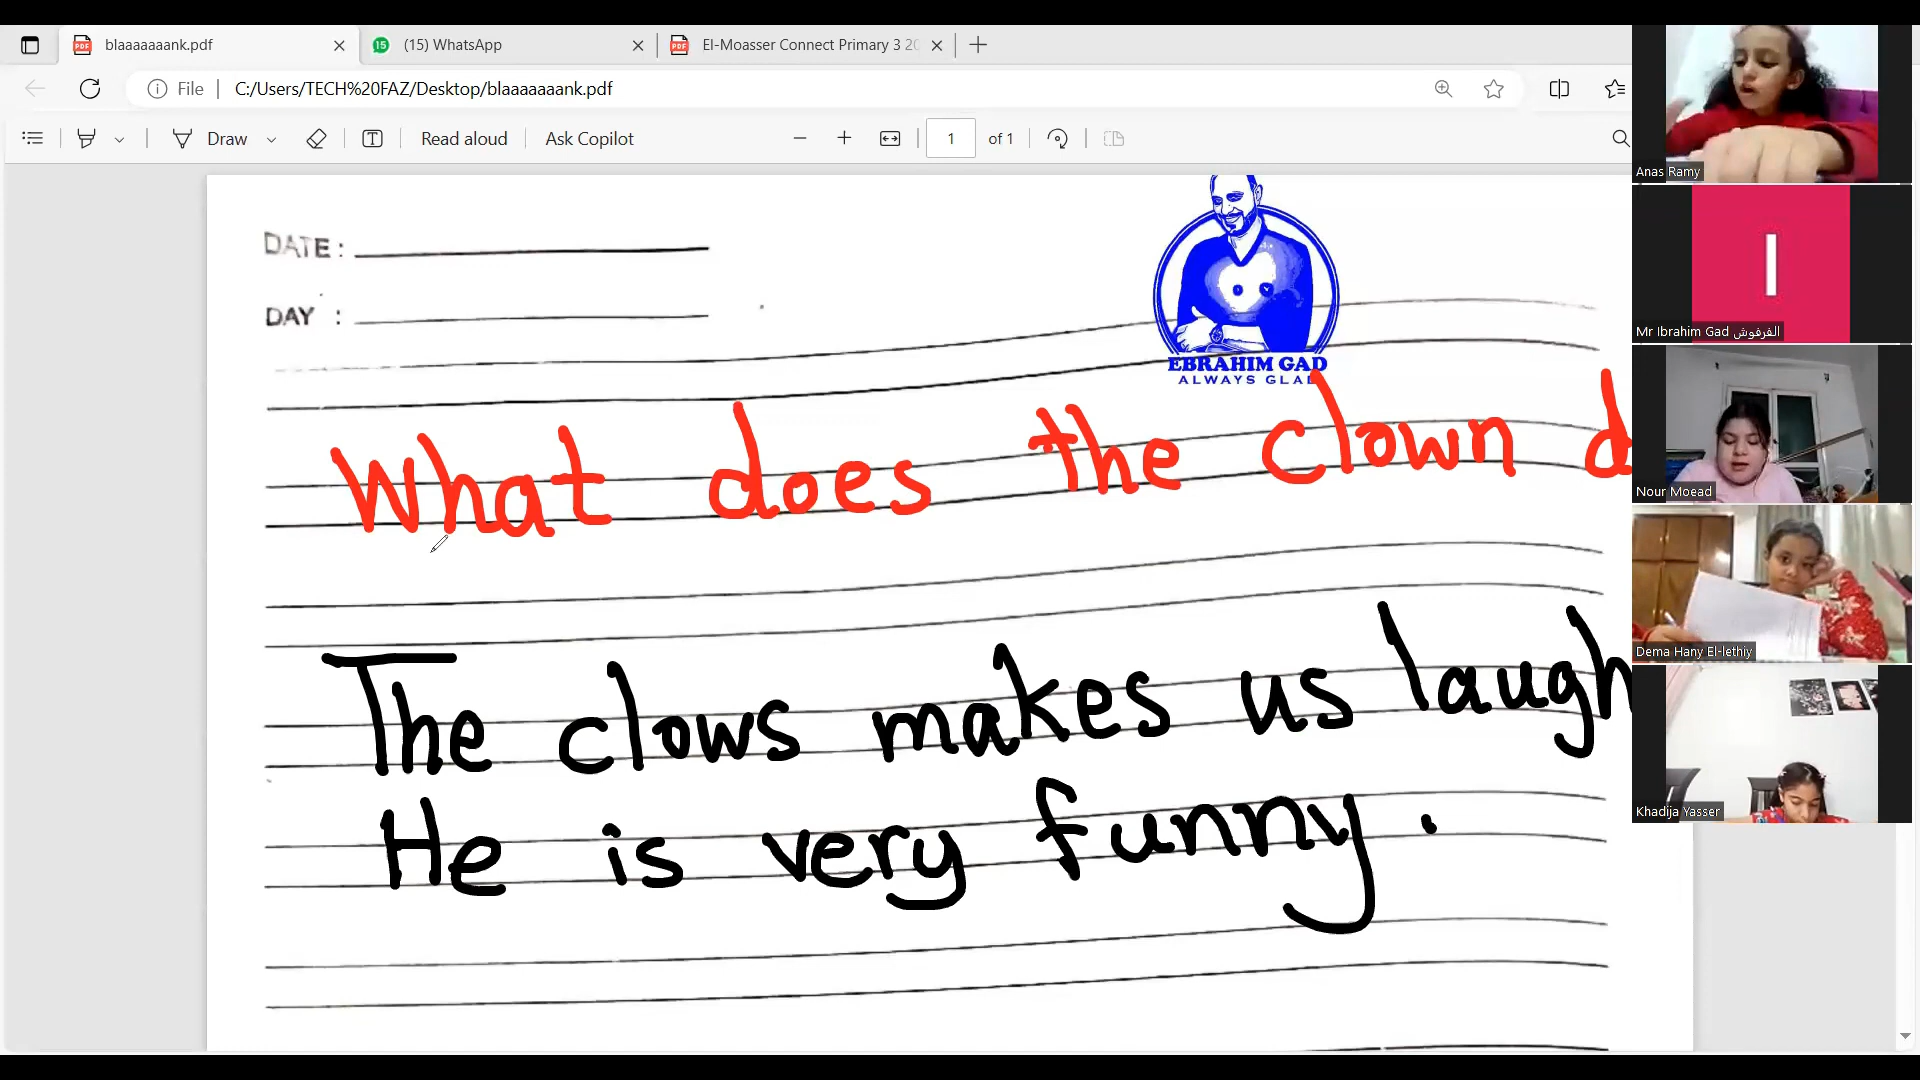 blaaaaaaank.pdf
(15) WhatsApp
El-Moasser Connect Primary 3 20
File C:/Users/TECH%20FAZ/Desktop/blaaaaaaank.pdf
Draw Read aloud Ask Copilot 1 of 1
DATE :
DAY :
EBRAHIM GAD
ALWAYS GLA
What does the clown d
The clows makes us laugh
He is very funny.
Anas Ramy
I
Mr Ibrahim Gad الفرفوش
Nour Moead
Dema Hany El-lethiy
Khadija Yasser